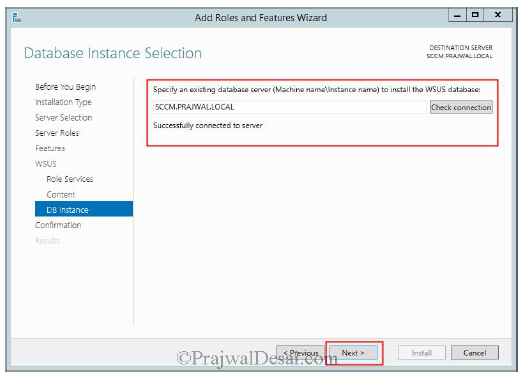 Add Roles and Features Wizard
Database Instance Selection
DESTINATION SERVER
SCCM.PRAJWAL.LOCAL
Before You Begin
Installation Type
Server Selection
Server Roles
Features
WSUS
Role Services
Content
DB Instance
Confirmation
Results
Specify an existing database server (Machine name\Instance name) to install the WSUS database:
SCCM.PRAJWAL.LOCAL
Check connection
Successfully connected to server
< Previous
Next >
Install
Cancel
©PrajwalDesai.com